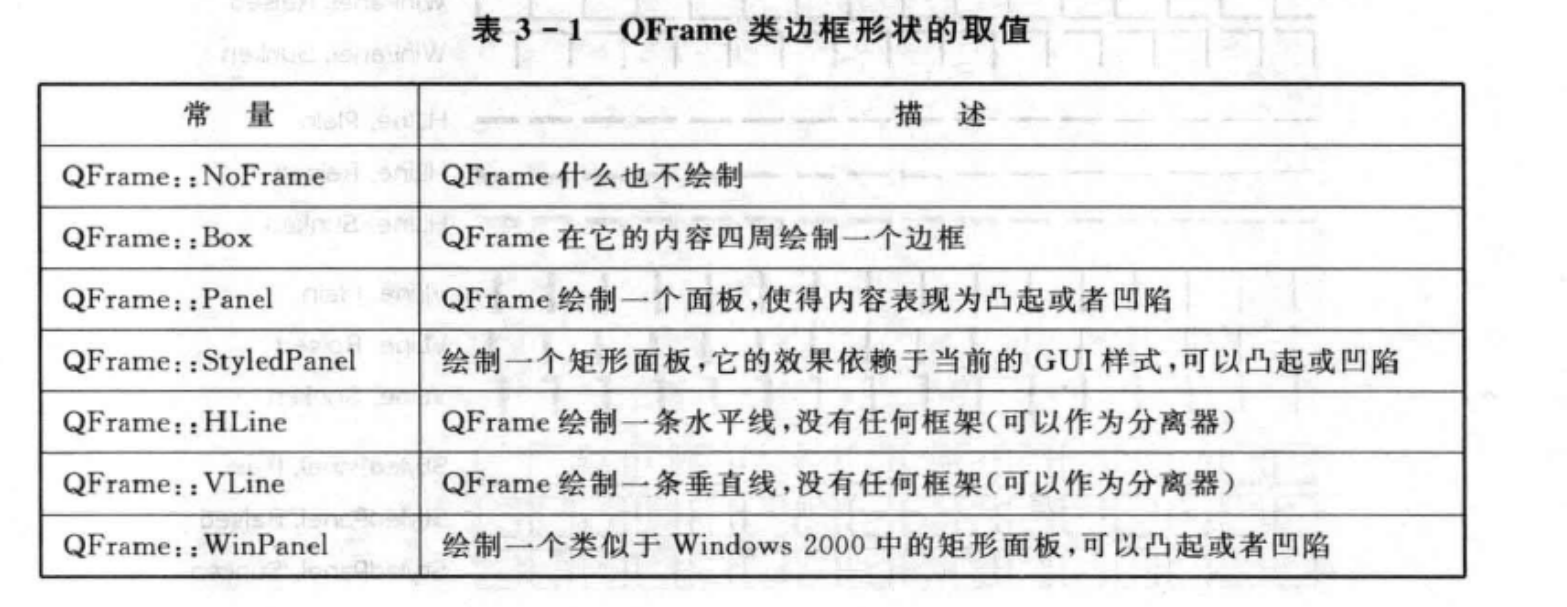 表 3-1 QFrame 类边框形状的取值
常 量 描 述
QFrame::NoFrame QFrame 什么也不绘制
QFrame::Box QFrame 在它的内容四周绘制一个边框
QFrame::Panel QFrame 绘制一个面板,使得内容表现为凸起或者凹陷
QFrame::StyledPanel 绘制一个矩形面板,它的效果依赖于当前的 GUI 样式,可以凸起或凹陷
QFrame::HLine QFrame 绘制一条水平线,没有任何框架(可以作为分离器)
QFrame::VLine QFrame 绘制一条垂直线,没有任何框架(可以作为分离器)
QFrame::WinPanel 绘制一个类似于 Windows 2000 中的矩形面板,可以凸起或者凹陷